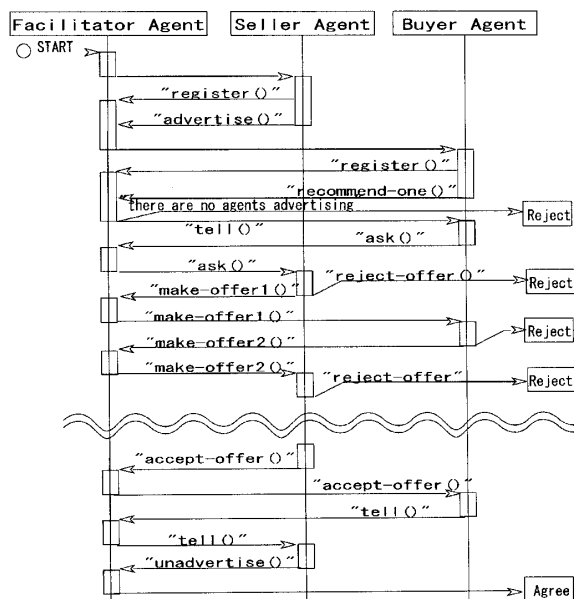 Facilitator Agent Seller Agent Buyer Agent
START
"register()"
"advertise()"
"register()"
"recommend-one()"
there are no agents advertising
Reject
"tell()"
"ask()"
"ask()"
"reject-offer()"
Reject
"make-offer1()"
"make-offer1()"
Reject
"make-offer2()"
"make-offer2()"
"reject-offer"
Reject
"accept-offer()"
"accept-offer()"
"tell()"
"tell()"
"unadvertise()"
Agree